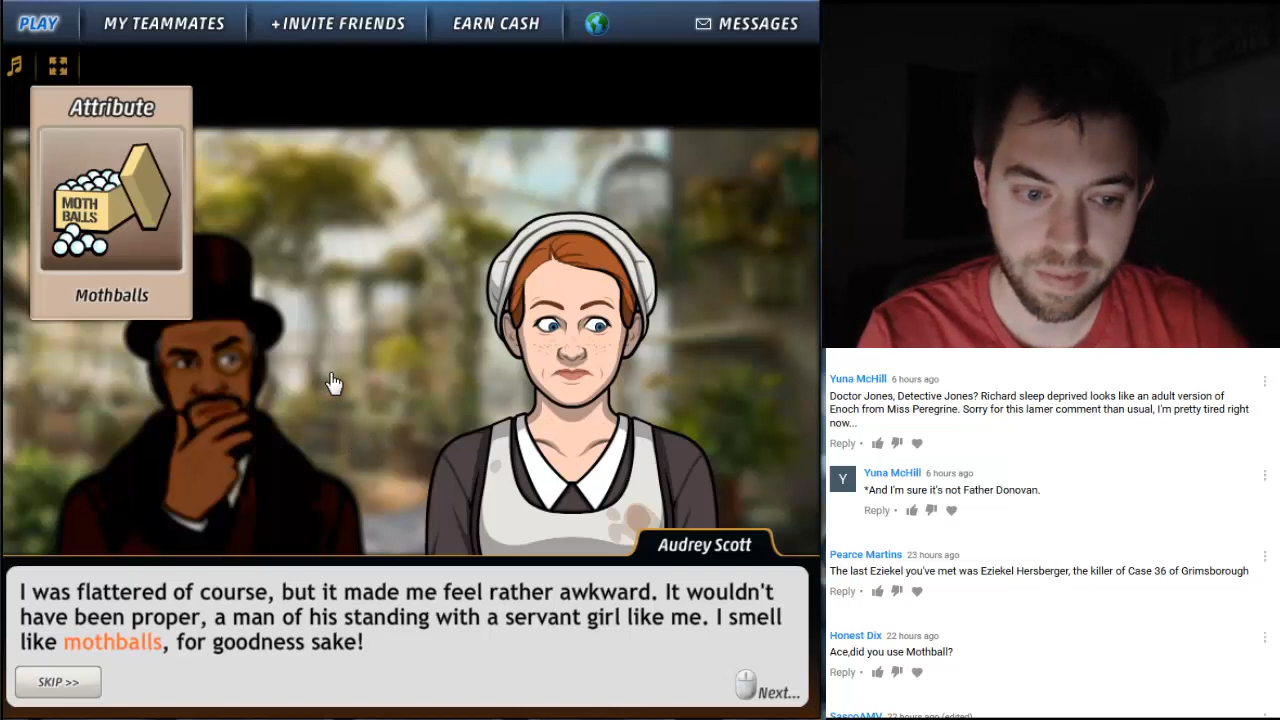 PLAY
MY TEAMMATES
+INVITE FRIENDS
EARN CASH
MESSAGES
Attribute
MOTH
BALLS
Mothballs
Audrey Scott
I was flattered of course, but it made me feel rather awkward. It wouldn't
have been proper, a man of his standing with a servant girl like me. I smell
like mothballs, for goodness sake!
SKIP >>
Next...
Yuna McHill 6 hours ago
Doctor Jones, Detective Jones? Richard sleep deprived looks like an adult version of
Enoch from Miss Peregrine. Sorry for this lamer comment than usual, I'm pretty tired right
now...
Reply •
Y
Yuna McHill 6 hours ago
*And I'm sure it's not Father Donovan.
Reply •
Pearce Martins 23 hours ago
The last Eziekel you've met was Eziekel Hersberger, the killer of Case 36 of Grimsborough
Reply •
Honest Dix 22 hours ago
Ace,did you use Mothball?
Reply •
SascoAMV 22 hours ago (edited)